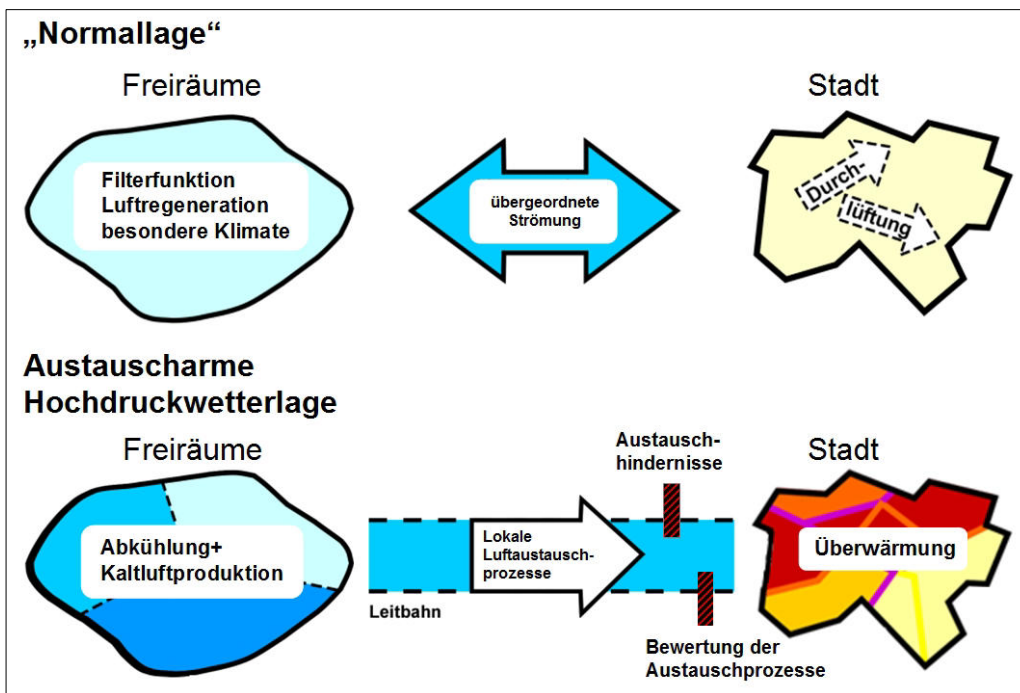 „Normallage“
Freiräume
Stadt
Filterfunktion
Luftregeneration
besondere Klimate
übergeordnete
Strömung
Durch-
lüftung
Austauscharme
Hochdruckwetterlage
Freiräume
Austausch-
hindernisse
Stadt
Abkühlung+
Kaltluftproduktion
Lokale
Luftaustausch-
prozesse
Überwärmung
Leitbahn
Bewertung der
Austauschprozesse